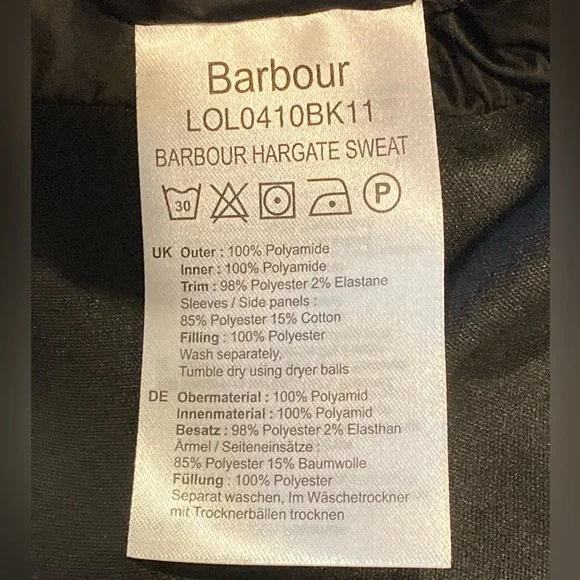 Barbour
LOL0410BK11
BARBOUR HARGATE SWEAT
30 P
UK Outer : 100% Polyamide
Inner : 100% Polyamide
Trim : 98% Polyester 2% Elastane
Sleeves / Side panels :
85% Polyester 15% Cotton
Filling : 100% Polyester
Wash separately,
Tumble dry using dryer balls
DE Obermaterial : 100% Polyamid
Innenmaterial : 100% Polyamid
Besatz : 98% Polyester 2% Elasthan
Ärmel / Seiteneinsätze :
85% Polyester 15% Baumwolle
Füllung : 100% Polyester
Separat waschen, Im Wäschetrockner
mit Trocknerbällen trocknen